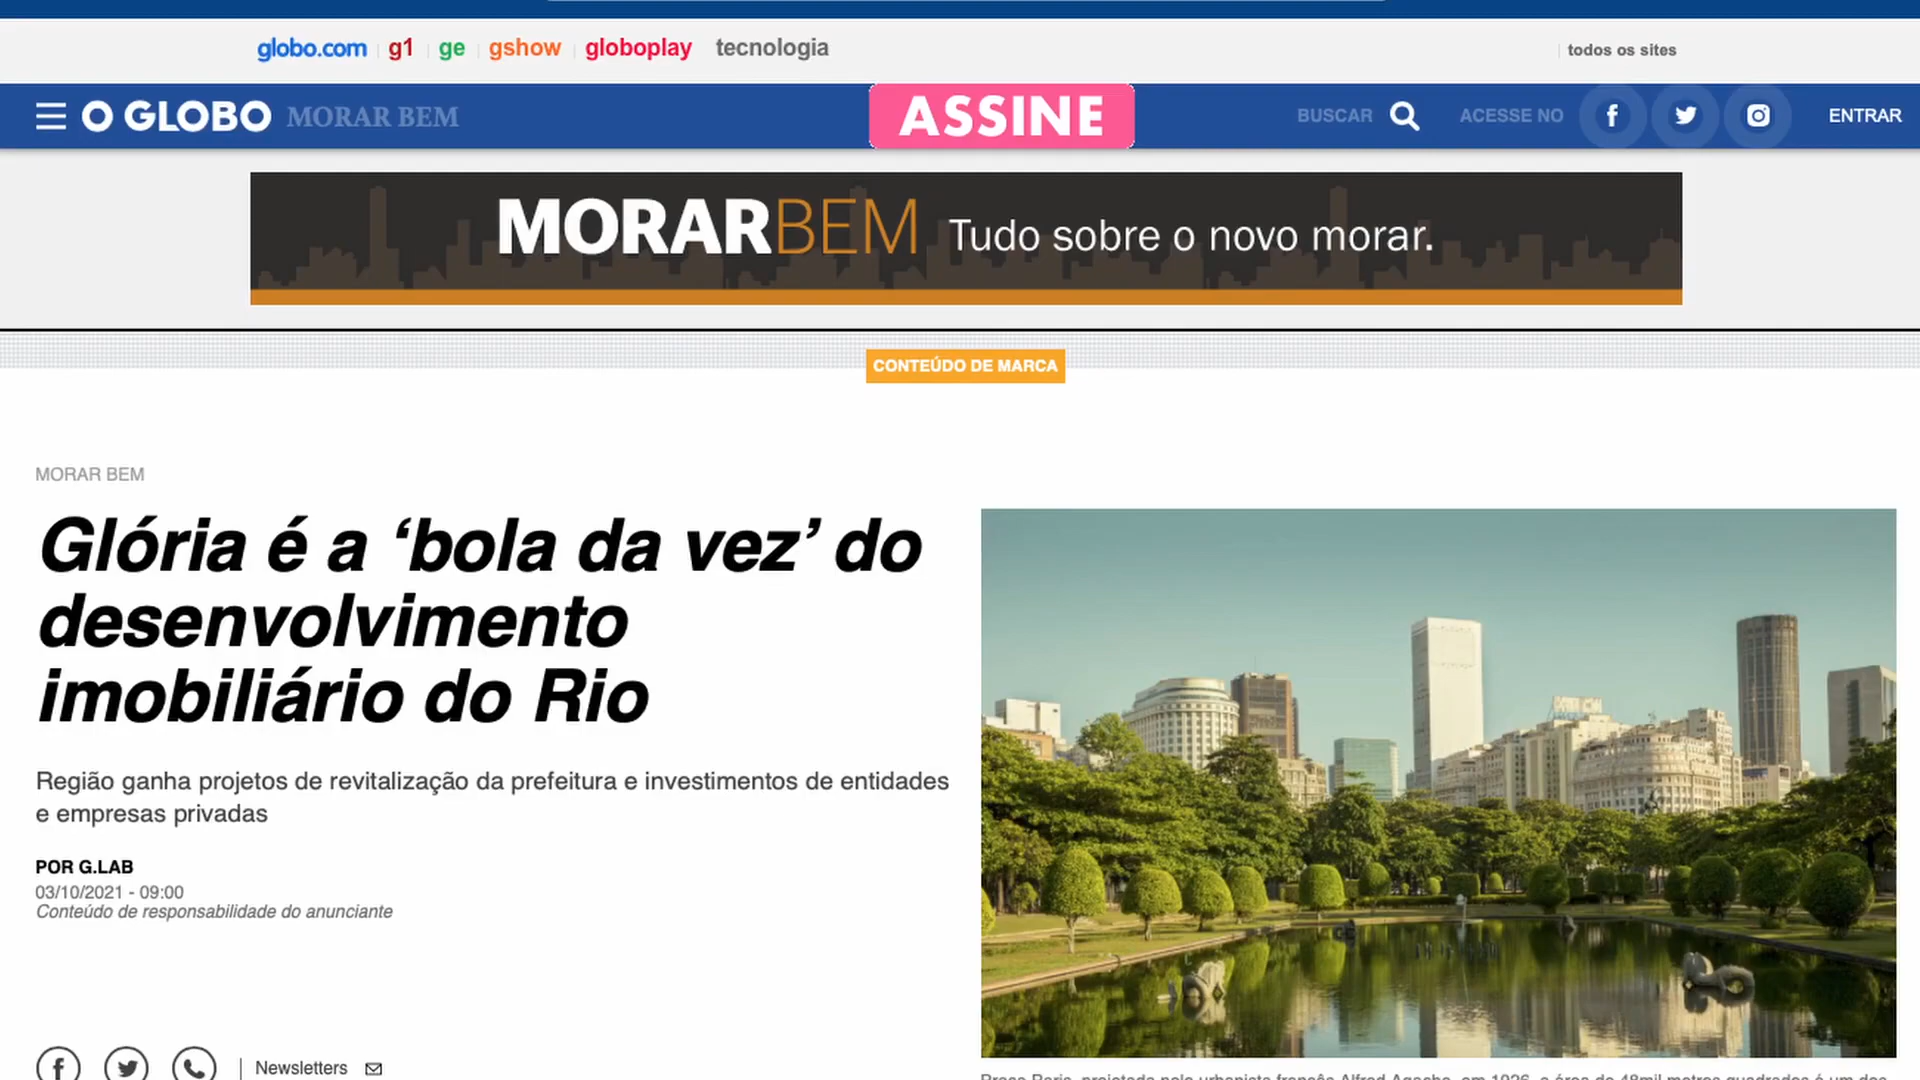 globo.com g1 ge gshow globoplay tecnologia todos os sites
O GLOBO MORAR BEM ASSINE BUSCAR ACESSE NO ENTRAR
MORARBEM Tudo sobre o novo morar.
CONTEÚDO DE MARCA
MORAR BEM
Glória é a ‘bola da vez’ do
desenvolvimento
imobiliário do Rio
Região ganha projetos de revitalização da prefeitura e investimentos de entidades
e empresas privadas
POR G.LAB
03/10/2021 - 09:00
Conteúdo de responsabilidade do anunciante
Newsletters